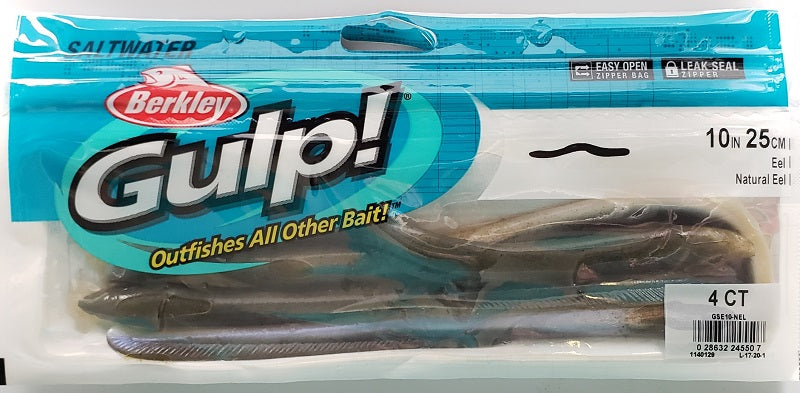 SALTWATER
EASY OPEN
ZIPPER BAG
LEAK SEAL
ZIPPER
Berkley
Gulp!®
Outfishes All Other Bait!™
10IN 25CM
Eel
Natural Eel
4 CT
GSE10-NEL
0 28632 24550 7
1140129 L-17-20-1